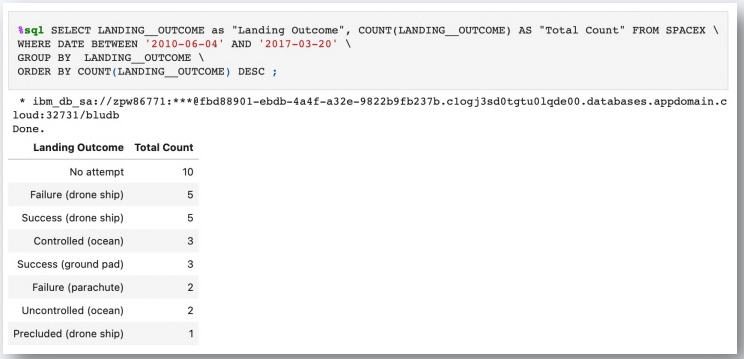 %sql SELECT LANDING__OUTCOME as "Landing Outcome", COUNT(LANDING__OUTCOME) AS "Total Count" FROM SPACEX \
WHERE DATE BETWEEN '2010-06-04' AND '2017-03-20' \
GROUP BY  LANDING__OUTCOME \
ORDER BY COUNT(LANDING__OUTCOME) DESC ;
* ibm_db_sa://zpw86771:***@fbd88901-ebdb-4a4f-a32e-9822b9fb237b.c1ogj3sd0tgtu0lqde00.databases.appdomain.c
loud:32731/bludb
Done.
Landing Outcome Total Count
No attempt 10
Failure (drone ship) 5
Success (drone ship) 5
Controlled (ocean) 3
Success (ground pad) 3
Failure (parachute) 2
Uncontrolled (ocean) 2
Precluded (drone ship) 1